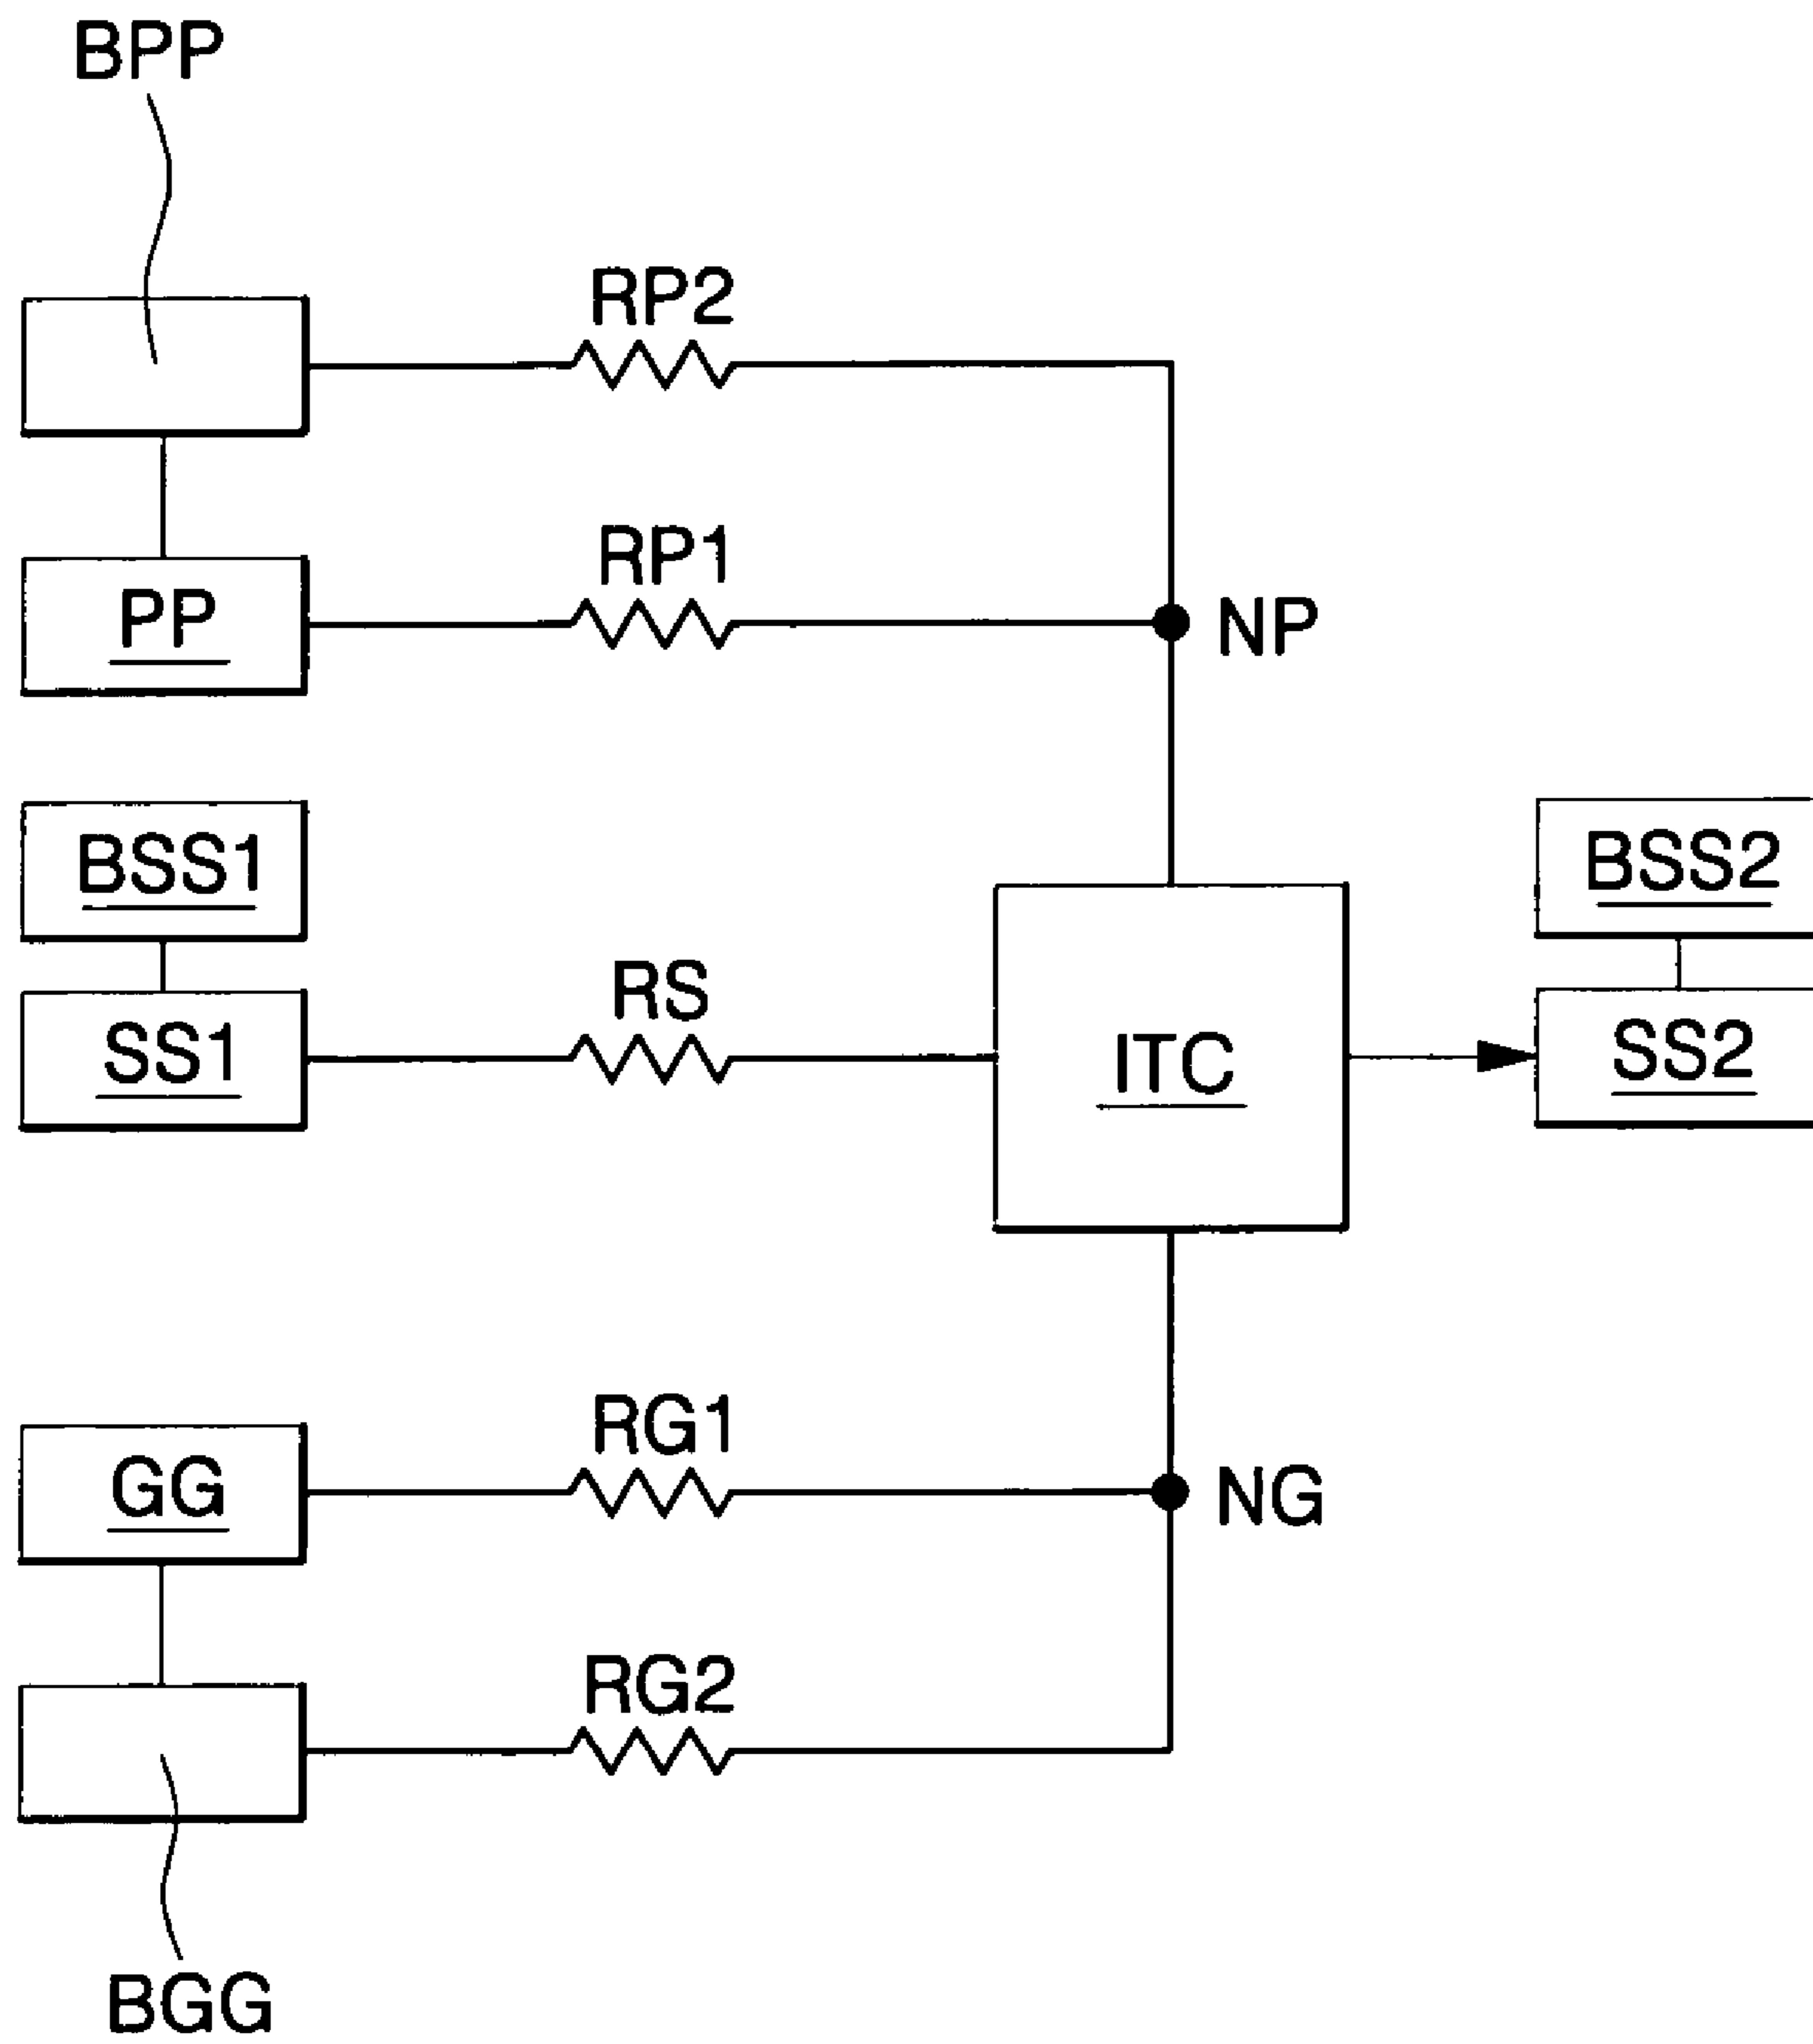 BPP
RP2
RP1
PP
NP
BSS1
BSS2
RS
SS1
ITC
SS2
RG1
GG
NG
RG2
BGG